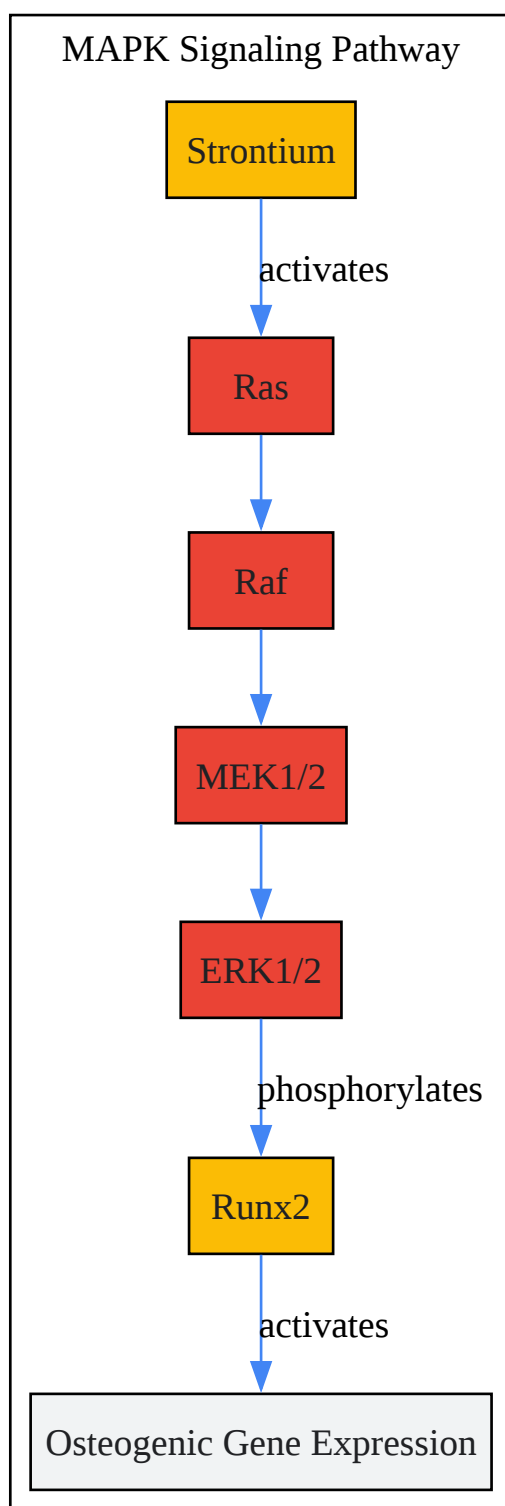 MAPK Signaling Pathway
Strontium
activates
Ras
Raf
MEK1/2
ERK1/2
phosphorylates
Runx2
activates
Osteogenic Gene Expression